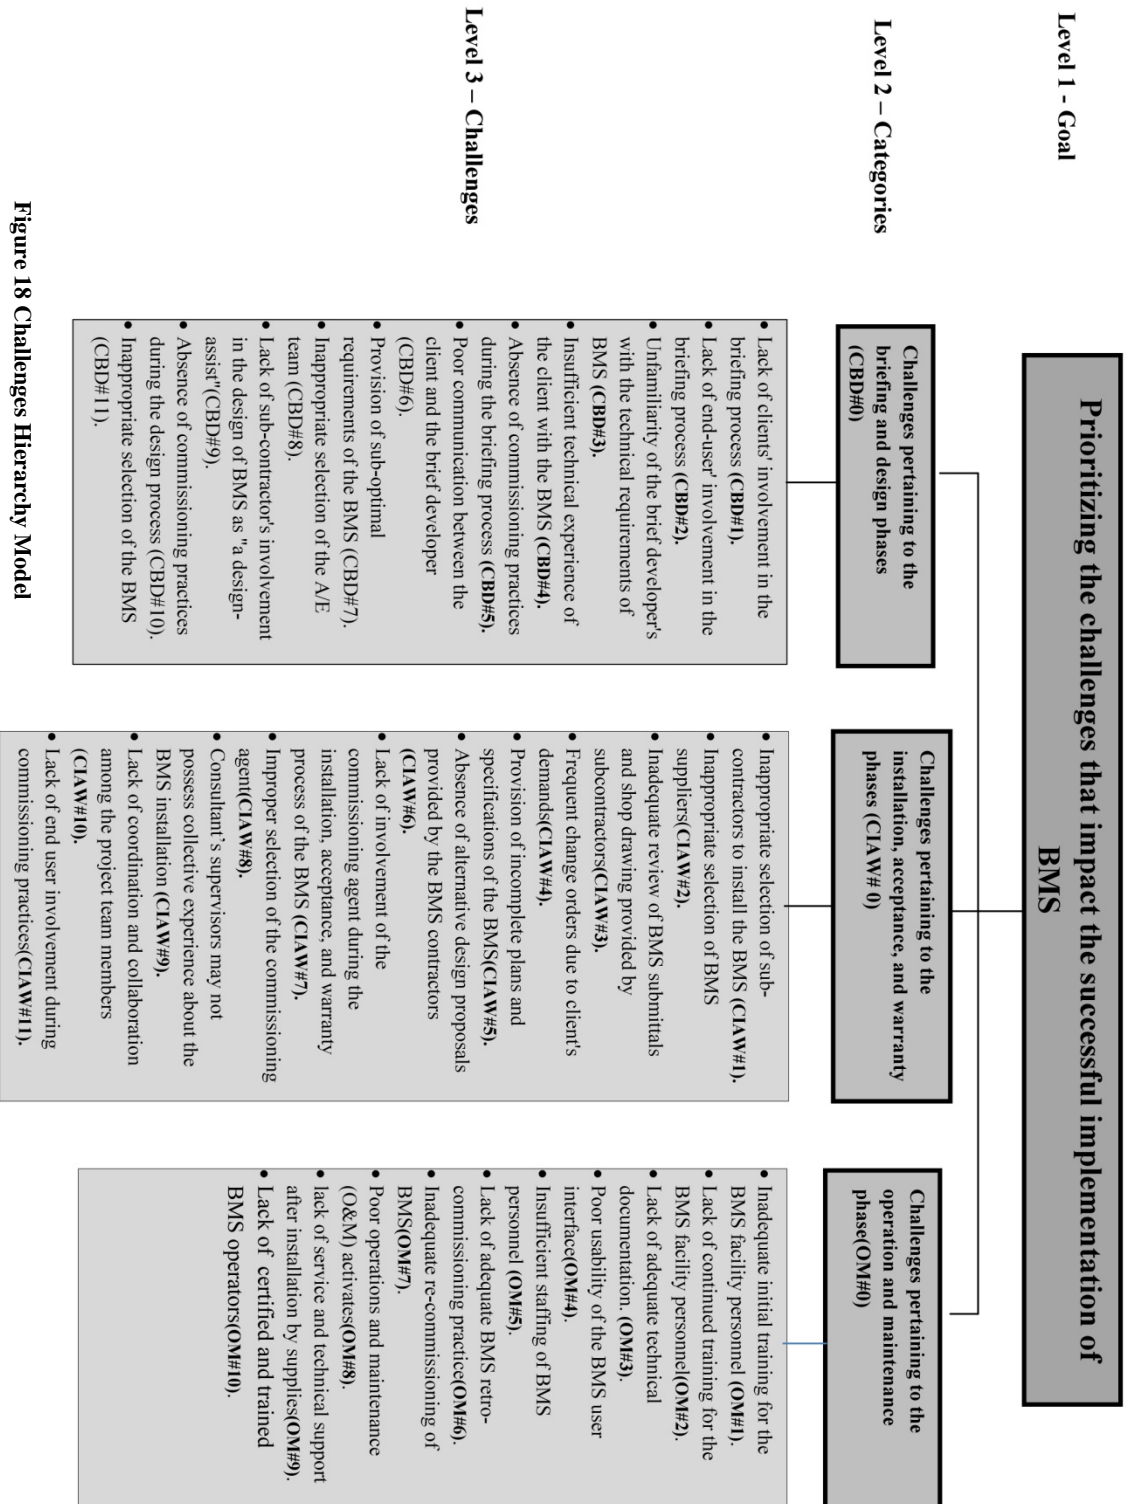 Level 1 - Goal
Prioritizing the challenges that impact the successful implementation of
BMS
Level 2 – Categories
Challenges pertaining to the
briefing and design phases
(CBD#0)
Challenges pertaining to the
installation, acceptance, and warranty
phases (CIAW# 0)
Challenges pertaining to the
operation and maintenance
phase(OM#0)
Level 3 – Challenges
• Lack of clients' involvement in the
briefing process (CBD#1).
• Lack of end-user' involvement in the
briefing process (CBD#2).
• Unfamiliarity of the brief developer's
with the technical requirements of
BMS (CBD#3).
• Insufficient technical experience of
the client with the BMS (CBD#4).
• Absence of commissioning practices
during the briefing process (CBD#5).
• Poor communication between the
client and the brief developer
(CBD#6).
• Provision of sub-optimal
requirements of the BMS (CBD#7).
• Inappropriate selection of the A/E
team (CBD#8).
• Lack of sub-contractor's involvement
in the design of BMS as "a design-
assist"(CBD#9).
• Absence of commissioning practices
during the design process (CBD#10).
• Inappropriate selection of the BMS
(CBD#11).
• Inappropriate selection of sub-
contractors to install the BMS (CIAW#1).
• Inappropriate selection of BMS
suppliers(CIAW#2).
• Inadequate review of BMS submittals
and shop drawing provided by
subcontractors(CIAW#3).
• Frequent change orders due to client's
demands(CIAW#4).
• Provision of incomplete plans and
specifications of the BMS(CIAW#5).
• Absence of alternative design proposals
provided by the BMS contractors
(CIAW#6).
• Lack of involvement of the
commissioning agent during the
installation, acceptance, and warranty
process of the BMS (CIAW#7).
• Improper selection of the commissioning
agent(CIAW#8).
• Consultant's supervisors may not
possess collective experience about the
BMS installation (CIAW#9).
• Lack of coordination and collaboration
among the project team members
(CIAW#10).
• Lack of end user involvement during
commissioning practices(CIAW#11).
• Inadequate initial training for the
BMS facility personnel (OM#1).
• Lack of continued training for the
BMS facility personnel(OM#2).
• Lack of adequate technical
documentation. (OM#3).
• Poor usability of the BMS user
interface(OM#4).
• Insufficient staffing of BMS
personnel (OM#5).
• Lack of adequate BMS retro-
commissioning practice(OM#6).
• Inadequate re-commissioning of
BMS(OM#7).
• Poor operations and maintenance
(O&M) activates(OM#8).
• lack of service and technical support
after installation by supplies(OM#9).
• Lack of certified and trained
BMS operators(OM#10).
Figure 18 Challenges Hierarchy Model